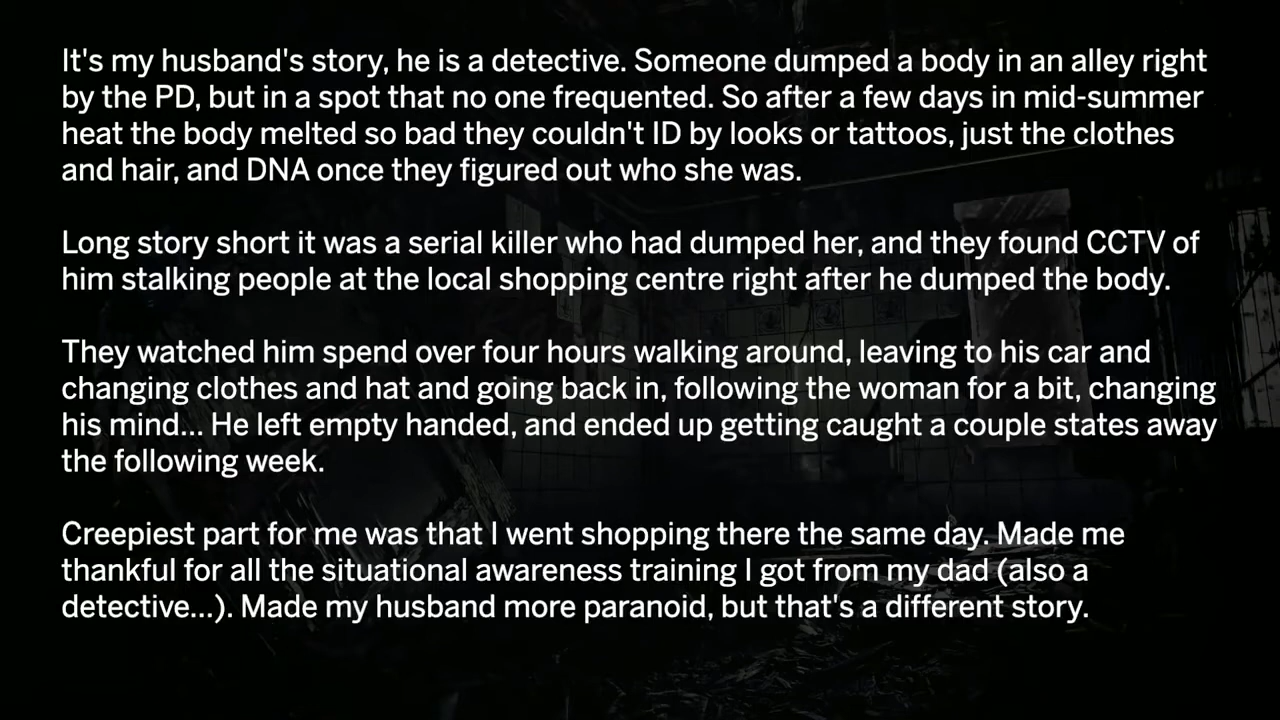 It's my husband's story, he is a detective. Someone dumped a body in an alley right
by the PD, but in a spot that no one frequented. So after a few days in mid-summer
heat the body melted so bad they couldn't ID by looks or tattoos, just the clothes
and hair, and DNA once they figured out who she was.
Long story short it was a serial killer who had dumped her, and they found CCTV of
him stalking people at the local shopping centre right after he dumped the body.
They watched him spend over four hours walking around, leaving to his car and
changing clothes and hat and going back in, following the woman for a bit, changing
his mind... He left empty handed, and ended up getting caught a couple states away
the following week.
Creepiest part for me was that I went shopping there the same day. Made me
thankful for all the situational awareness training I got from my dad (also a
detective...). Made my husband more paranoid, but that's a different story.